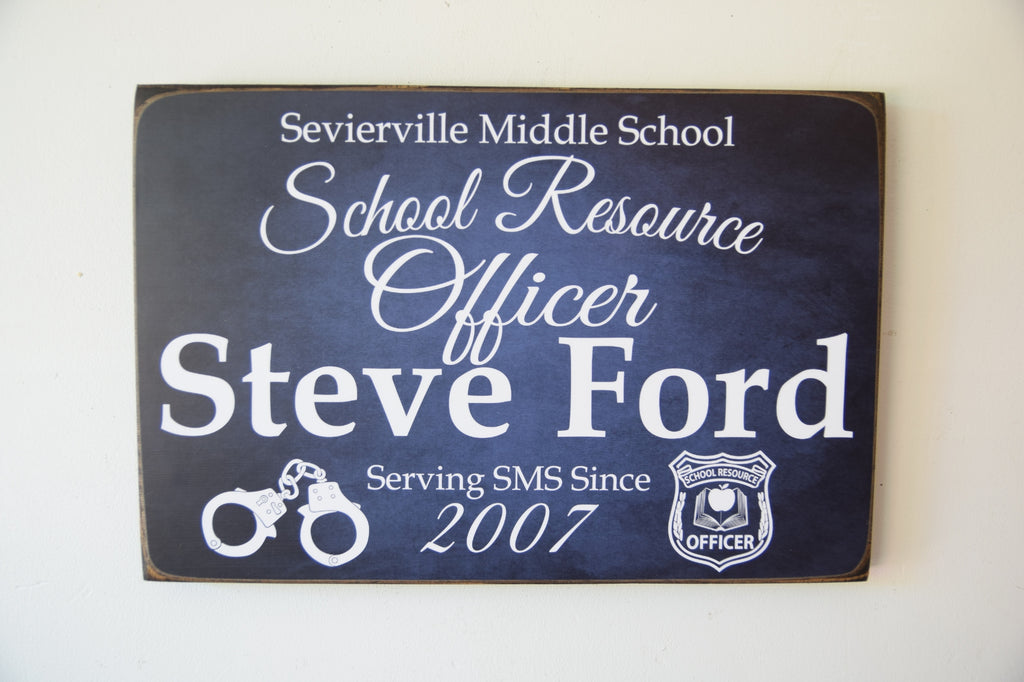 Sevierville Middle School
School Resource
Officer
Steve Ford
Serving SMS Since
2007
SCHOOL RESOURCE
OFFICER